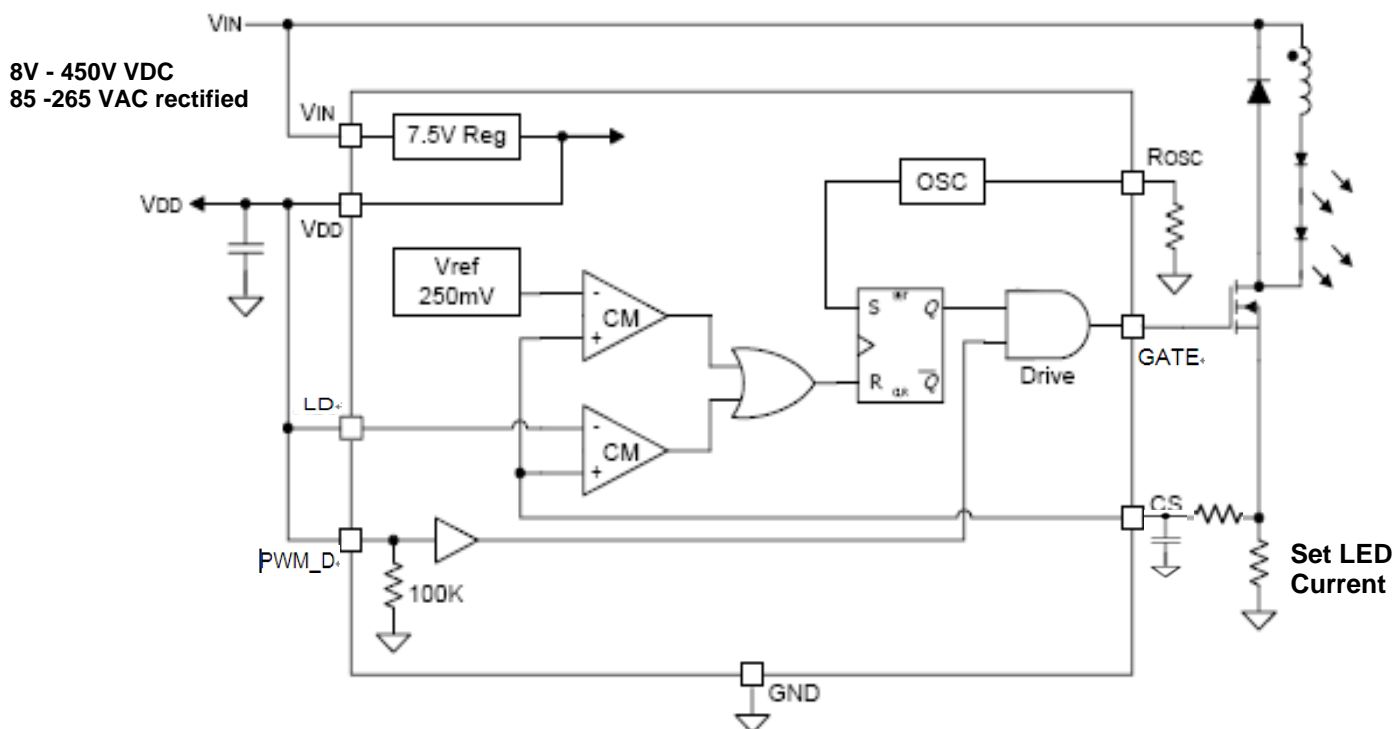 VIN
8V - 450V VDC
85 -265 VAC rectified
VIN
7.5V Reg
ROSC
OSC
VDD
VDD
Vref
250mV
-
CM
+
S
Q
R
Q
Drive
GATE
LD
-
CM
+
CS
PWM_D
100K
Set LED
Current
GND